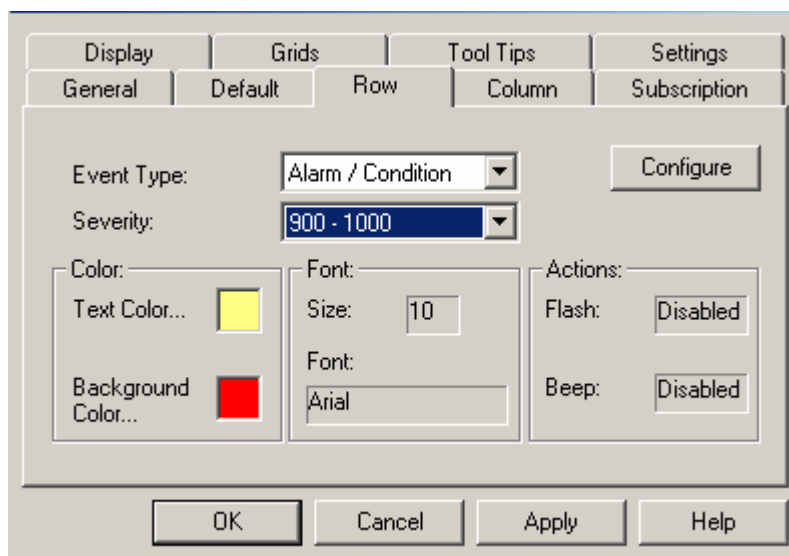 Display Grids Tool Tips Settings
General Default Row Column Subscription
Event Type: Alarm / Condition Configure
Severity: 900 - 1000
Color: Font: Actions:
Text Color... Size: 10 Flash: Disabled
Font:
Background Color... Arial Beep: Disabled
OK Cancel Apply Help